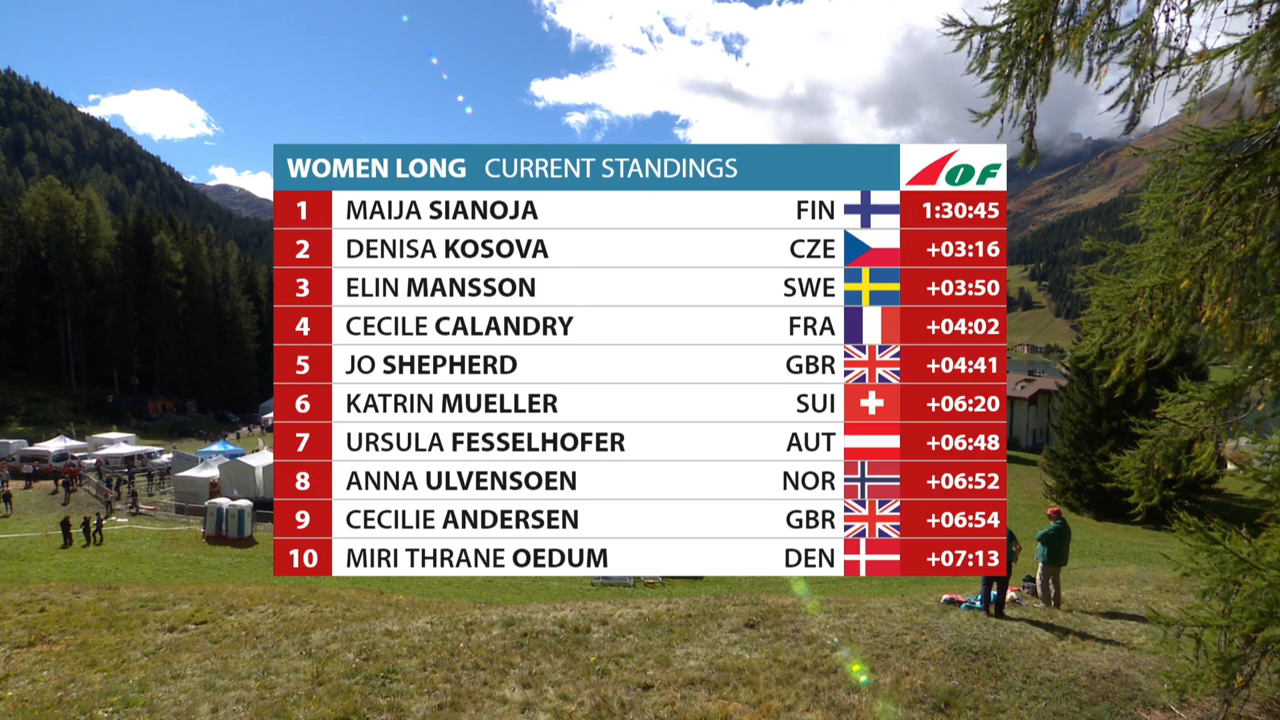 WOMEN LONG CURRENT STANDINGS IOF
1 MAIJA SIANOJA FIN 1:30:45
2 DENISA KOSOVA CZE +03:16
3 ELIN MANSSON SWE +03:50
4 CECILE CALANDRY FRA +04:02
5 JO SHEPHERD GBR +04:41
6 KATRIN MUELLER SUI +06:20
7 URSULA FESSELHOFER AUT +06:48
8 ANNA ULVENSOEN NOR +06:52
9 CECILIE ANDERSEN GBR +06:54
10 MIRI THRANE OEDUM DEN +07:13